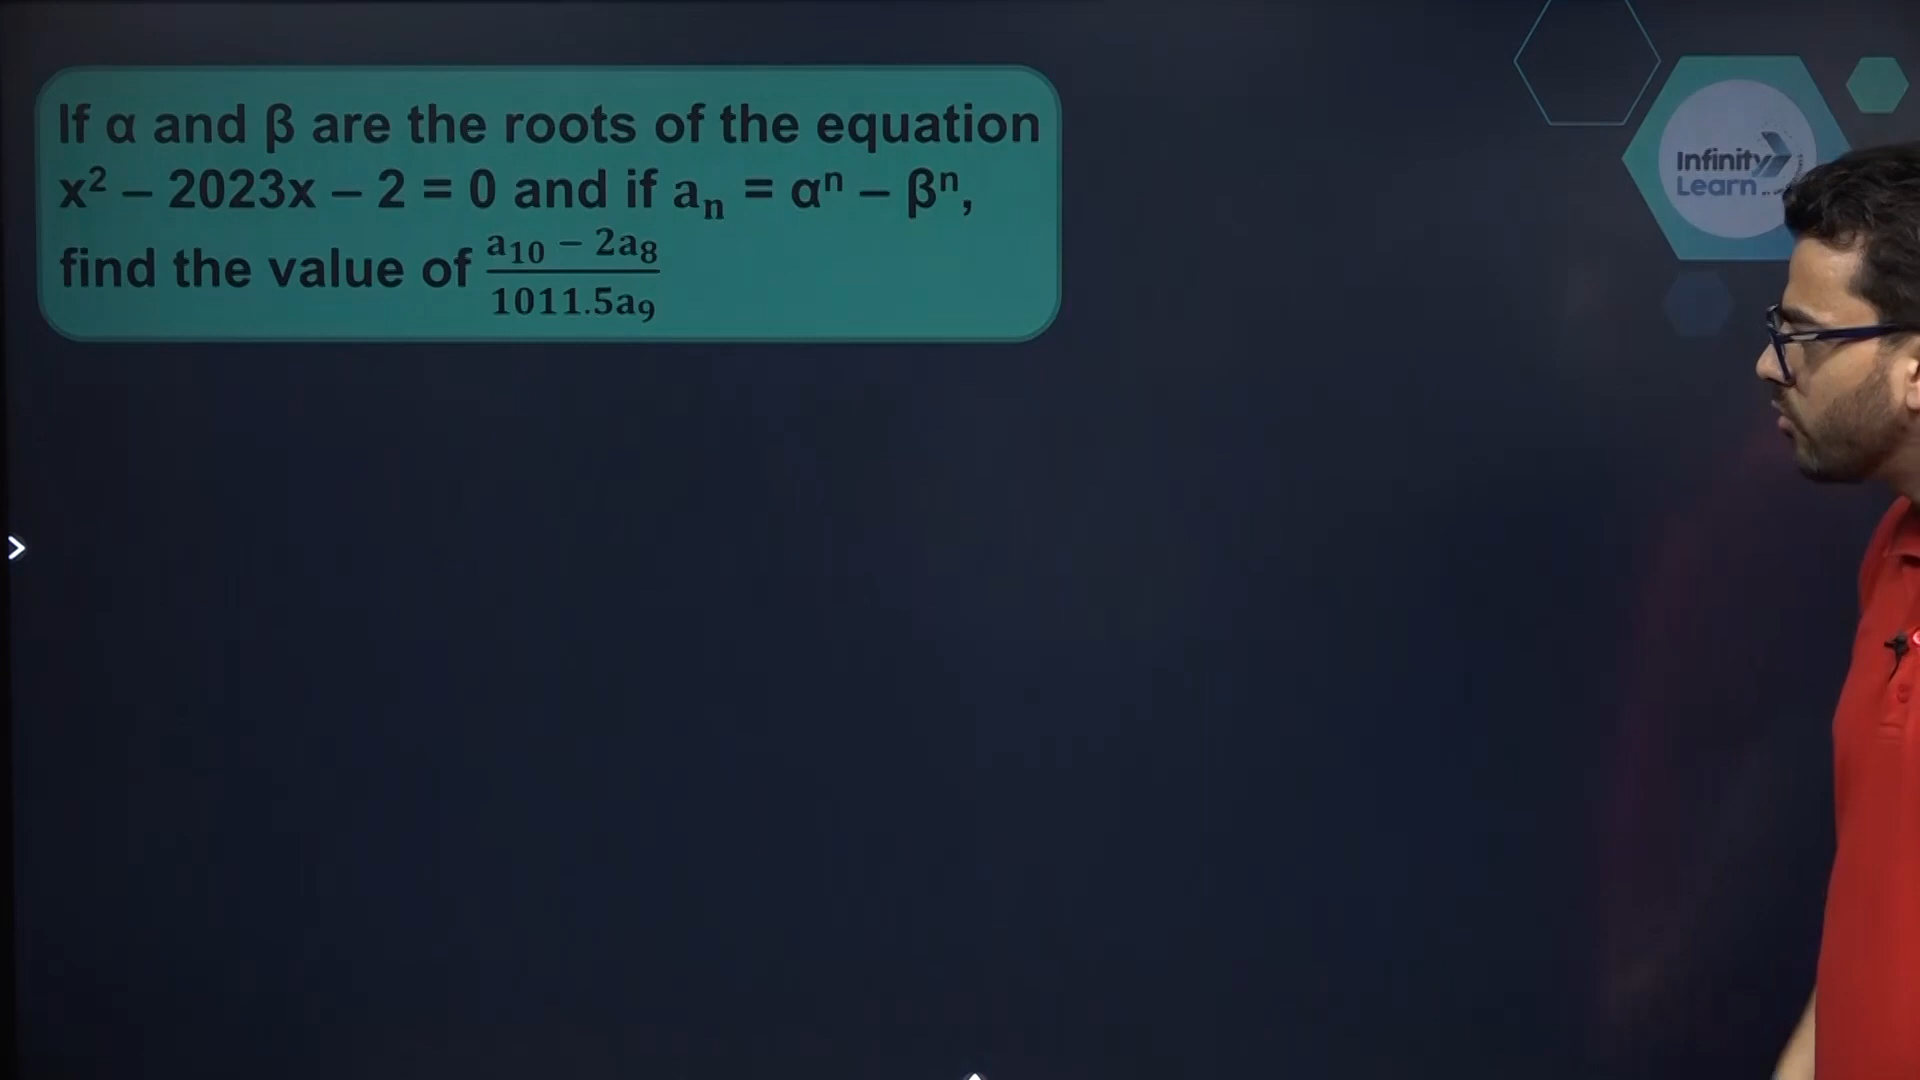 If α and β are the roots of the equation
x² – 2023x – 2 = 0 and if aₙ = αⁿ – βⁿ,
find the value of (a₁₀ – 2a₈)/(1011.5a₉)
Infinity
Learn